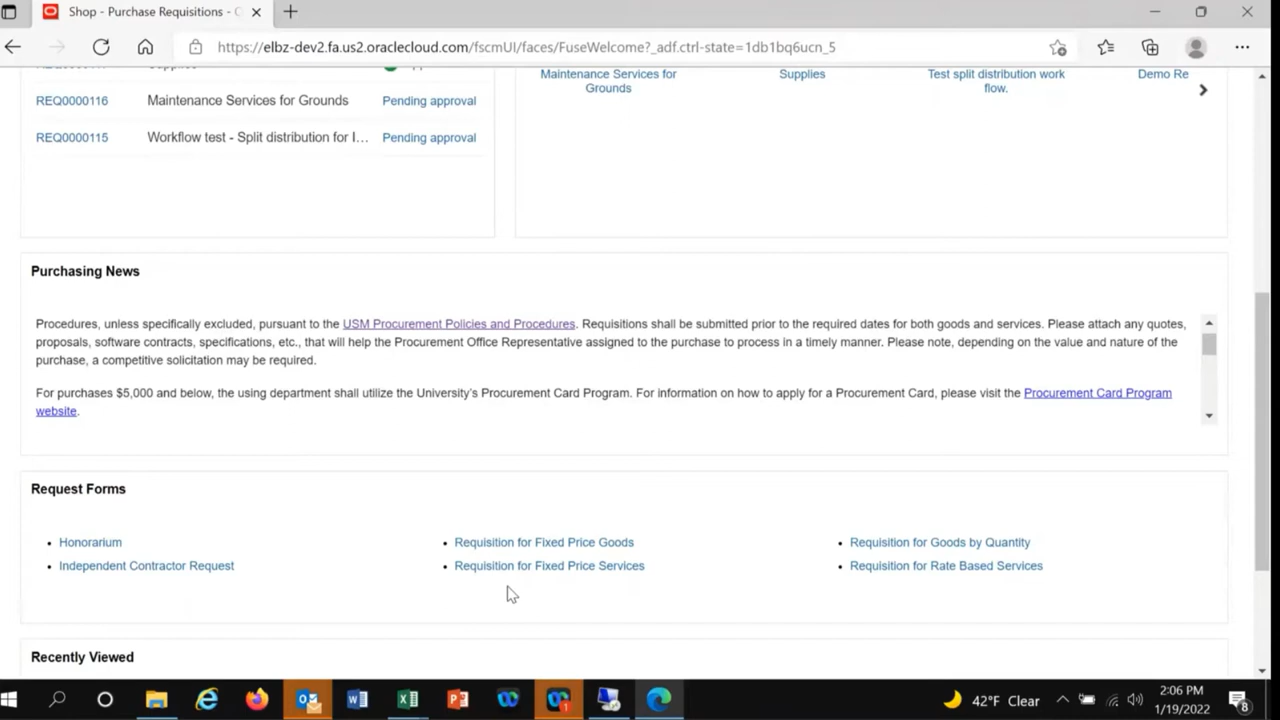 Shop - Purchase Requisitions - C
https://elbz-dev2.fa.us2.oraclecloud.com/fscmUI/faces/FuseWelcome?_adf.ctrl-state=1db1bq6ucn_5
Maintenance Services for
Grounds
Supplies
Test split distribution work
flow.
Demo Re
REQ0000116 Maintenance Services for Grounds Pending approval
REQ0000115 Workflow test - Split distribution for I... Pending approval
Purchasing News
Procedures, unless specifically excluded, pursuant to the USM Procurement Policies and Procedures. Requisitions shall be submitted prior to the required dates for both goods and services. Please attach any quotes,
proposals, software contracts, specifications, etc., that will help the Procurement Office Representative assigned to the purchase to process in a timely manner. Please note, depending on the value and nature of the
purchase, a competitive solicitation may be required.
For purchases $5,000 and below, the using department shall utilize the University's Procurement Card Program. For information on how to apply for a Procurement Card, please visit the Procurement Card Program
website.
Request Forms
Honorarium
Independent Contractor Request
Requisition for Fixed Price Goods
Requisition for Fixed Price Services
Requisition for Goods by Quantity
Requisition for Rate Based Services
Recently Viewed
42°F Clear
2:06 PM
1/19/2022
8